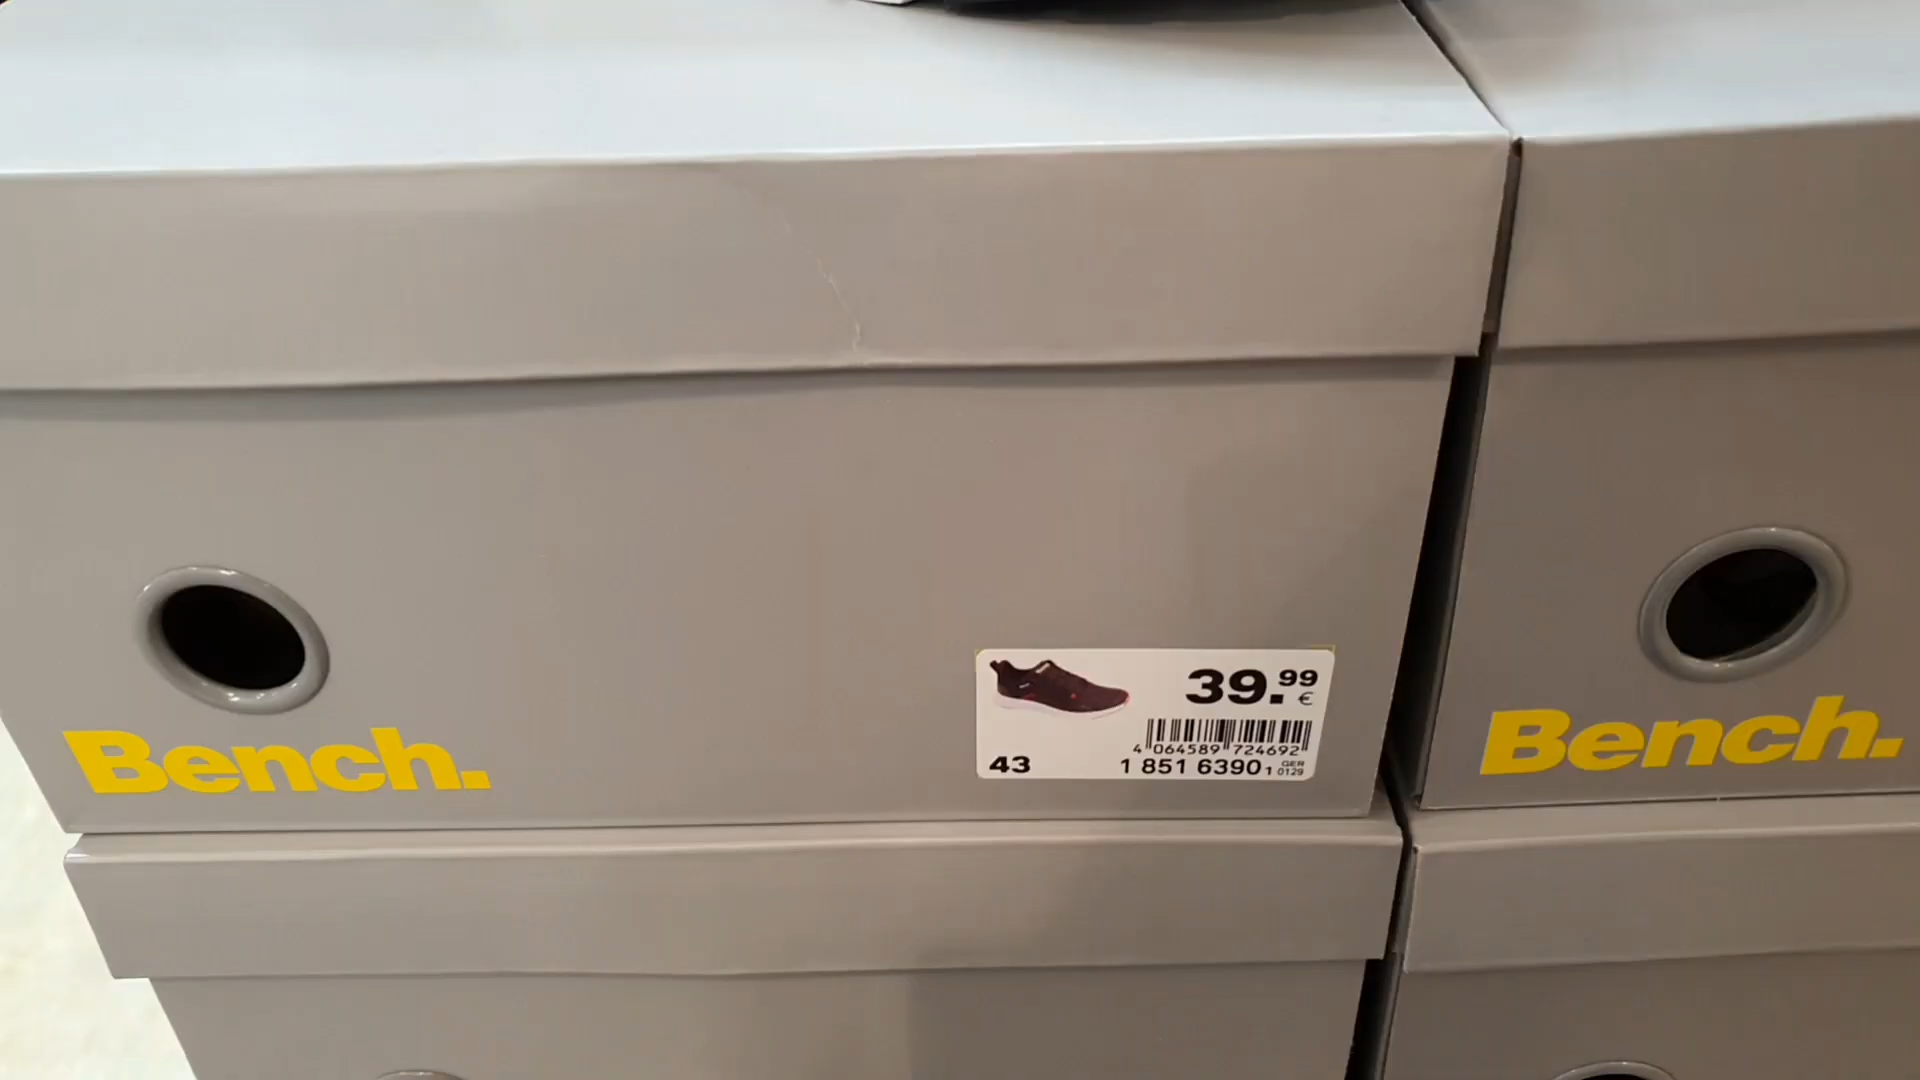 Bench.
39.99 €
4 064589 724692
43
1 851 6390 1 GER 0129
Bench.